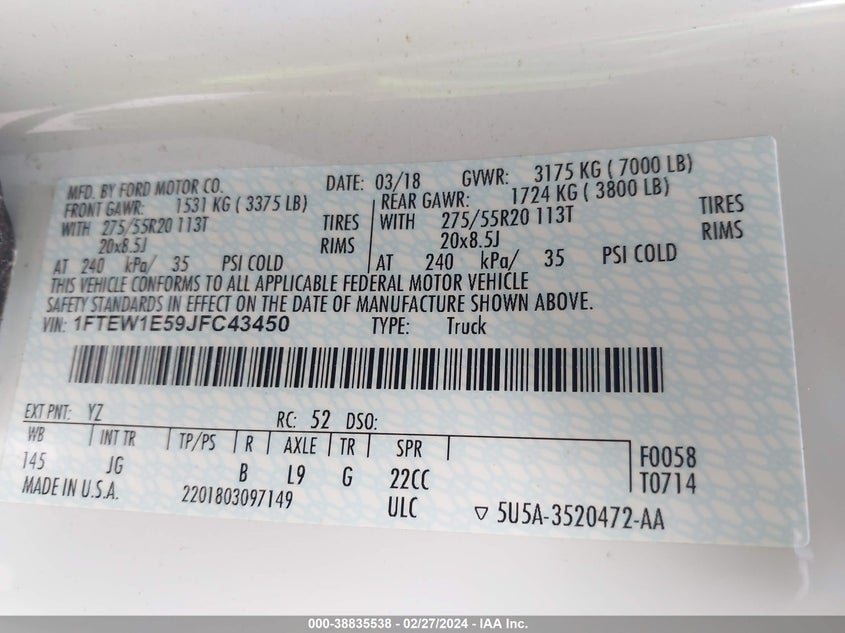 MFD. BY FORD MOTOR CO. DATE: 03/18 GVWR: 3175 KG ( 7000 LB)
FRONT GAWR: 1531 KG ( 3375 LB) REAR GAWR: 1724 KG ( 3800 LB)
WITH 275/55R20 113T TIRES WITH 275/55R20 113T TIRES
20x8.5J RIMS 20x8.5J RIMS
AT 240 kPa/ 35 PSI COLD AT 240 kPa/ 35 PSI COLD
THIS VEHICLE CONFORMS TO ALL APPLICABLE FEDERAL MOTOR VEHICLE
SAFETY STANDARDS IN EFFECT ON THE DATE OF MANUFACTURE SHOWN ABOVE.
VIN: 1FTEW1E59JFC43450 TYPE: Truck
EXT PNT: YZ RC: 52 DSO:
WB INT TR TP/PS R AXLE TR SPR F0058
145 JG B L9 G 22CC T0714
MADE IN U.S.A. 2201803097149 ULC ▽ 5U5A-3520472-AA
000-38835538 - 02/27/2024 - IAA Inc.